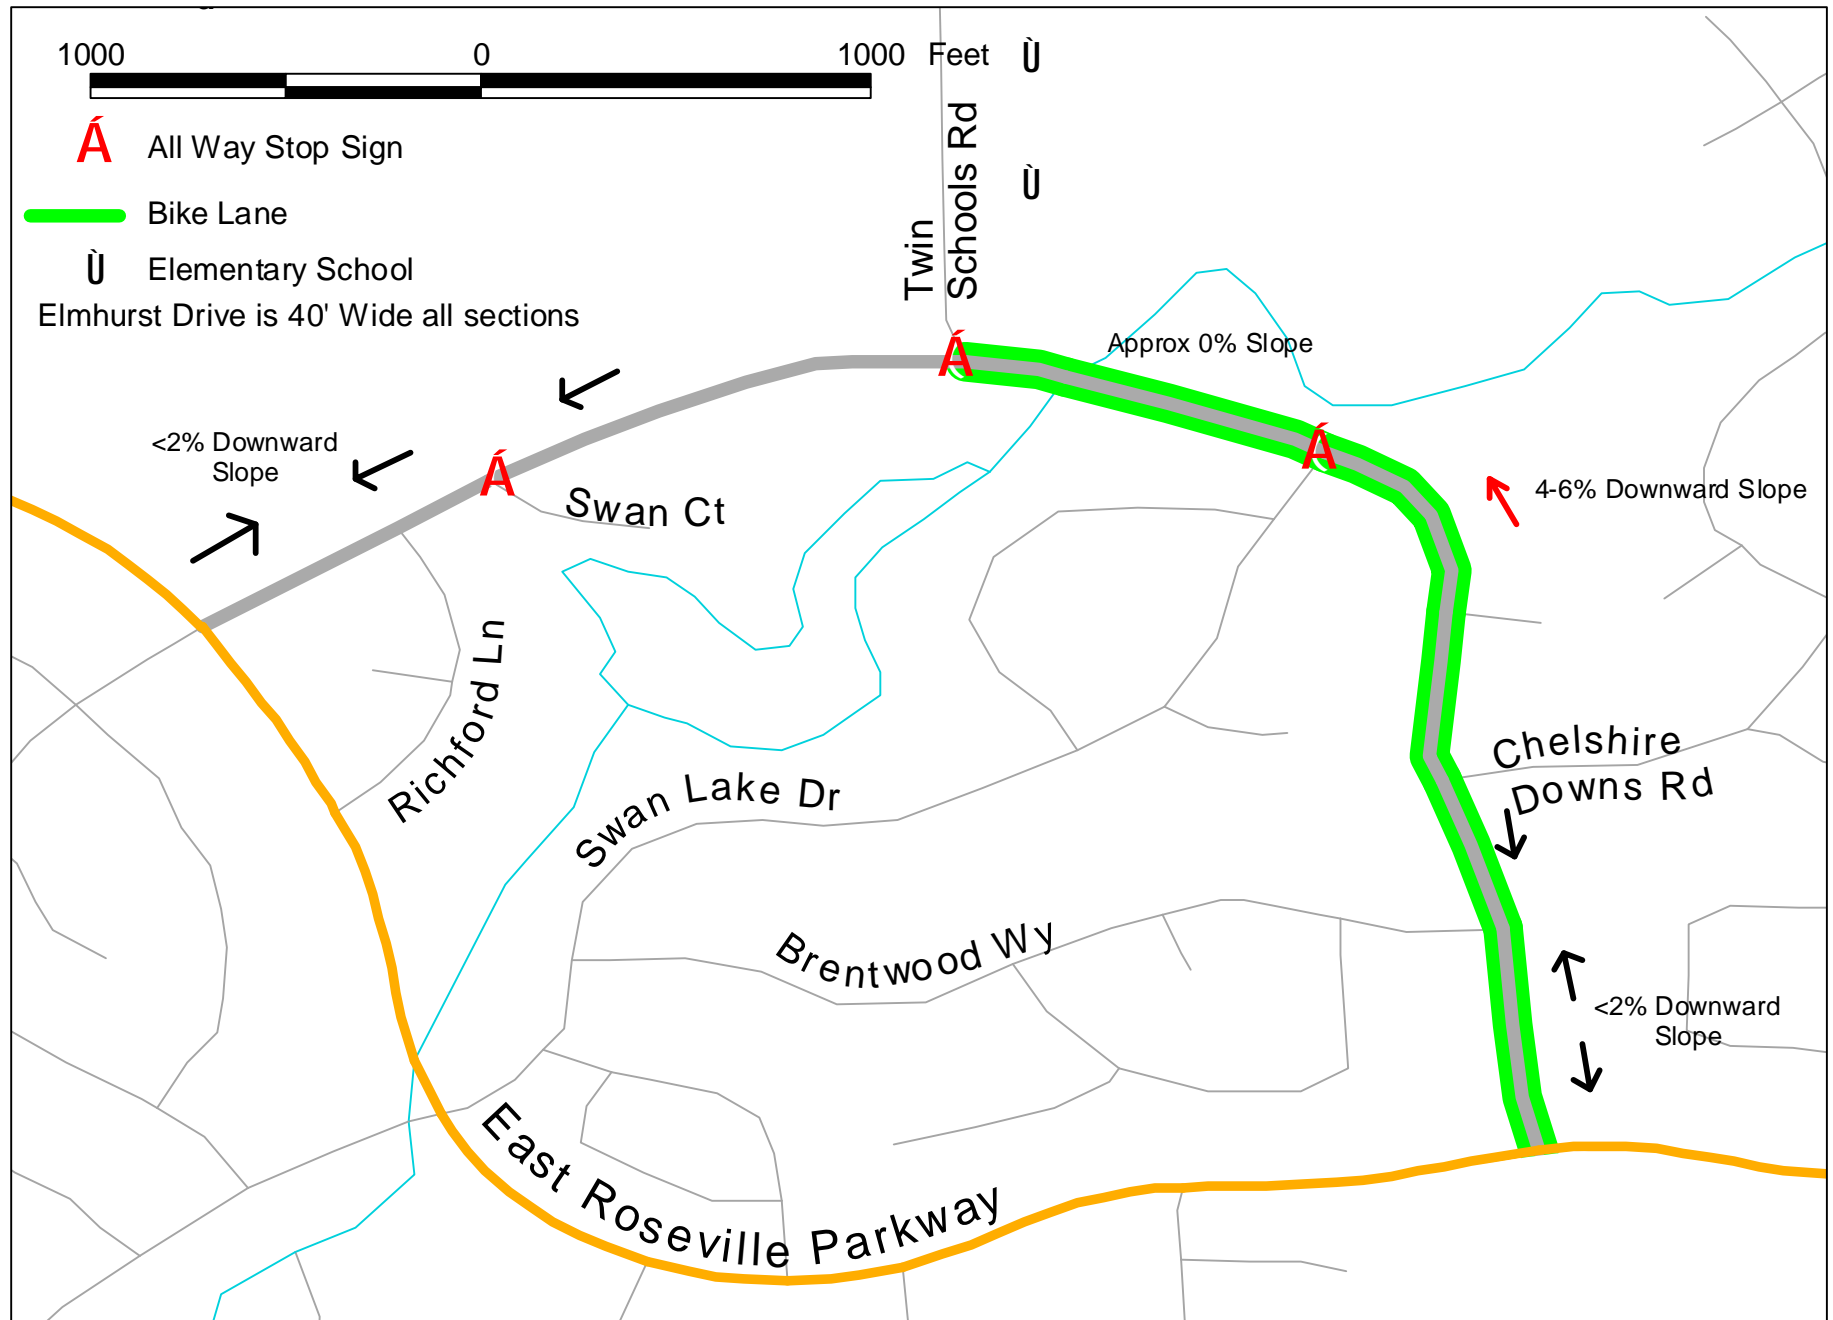 1000 0 1000 Feet Ù
Á All Way Stop Sign
Bike Lane
Ù Elementary School
Elmhurst Drive is 40' Wide all sections
Twin
Schools Rd
Ù
Á
Approx 0% Slope
Á
<2% Downward
Slope
Á
Swan Ct
4-6% Downward Slope
Richford Ln
Swan Lake Dr
Chelshire
Downs Rd
Brentwood Wy
<2% Downward
Slope
East Roseville Parkway